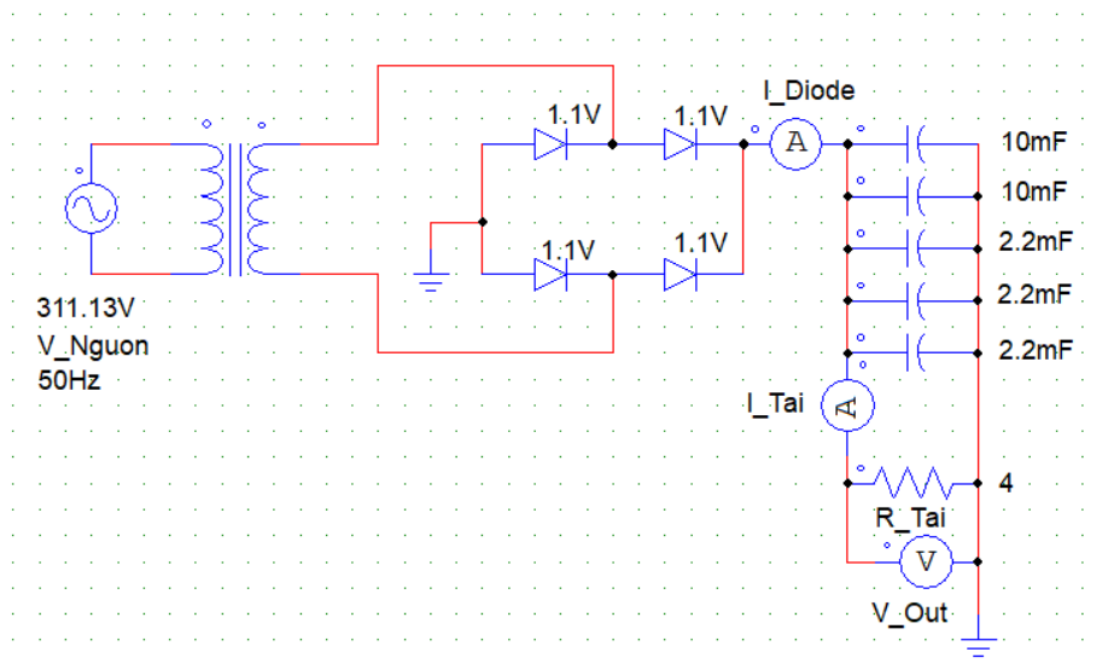 I_Diode
1.1V
1.1V
A
10mF
10mF
1.1V
1.1V
2.2mF
2.2mF
2.2mF
311.13V
V_Nguon
50Hz
I_Tai
A
4
R_Tai
V
V_Out